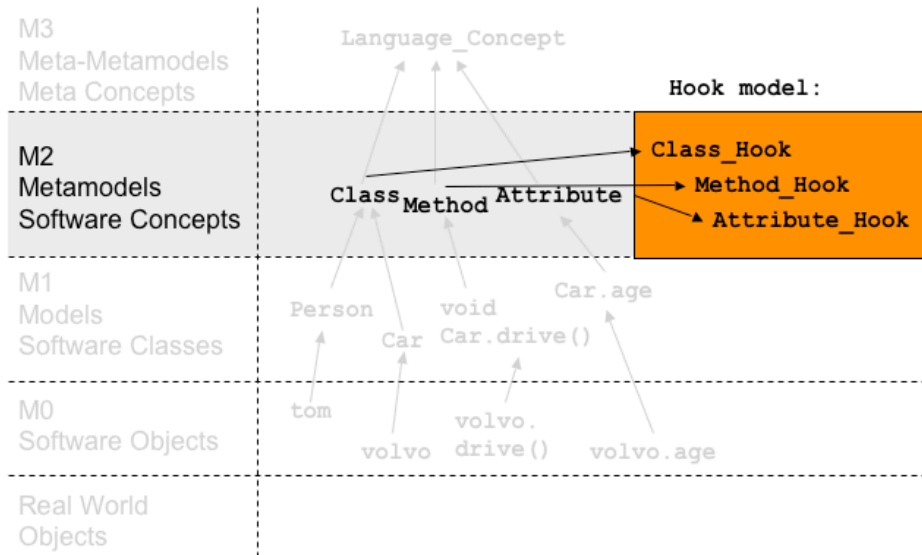 M3
Meta-Metamodels
Meta Concepts
Language_Concept
Hook model:
M2
Metamodels
Software Concepts
Class
Method
Attribute
Class_Hook
Method_Hook
Attribute_Hook
M1
Models
Software Classes
Person
Car
void
Car.drive()
Car.age
M0
Software Objects
tom
volvo
volvo.
drive()
volvo.age
Real World
Objects